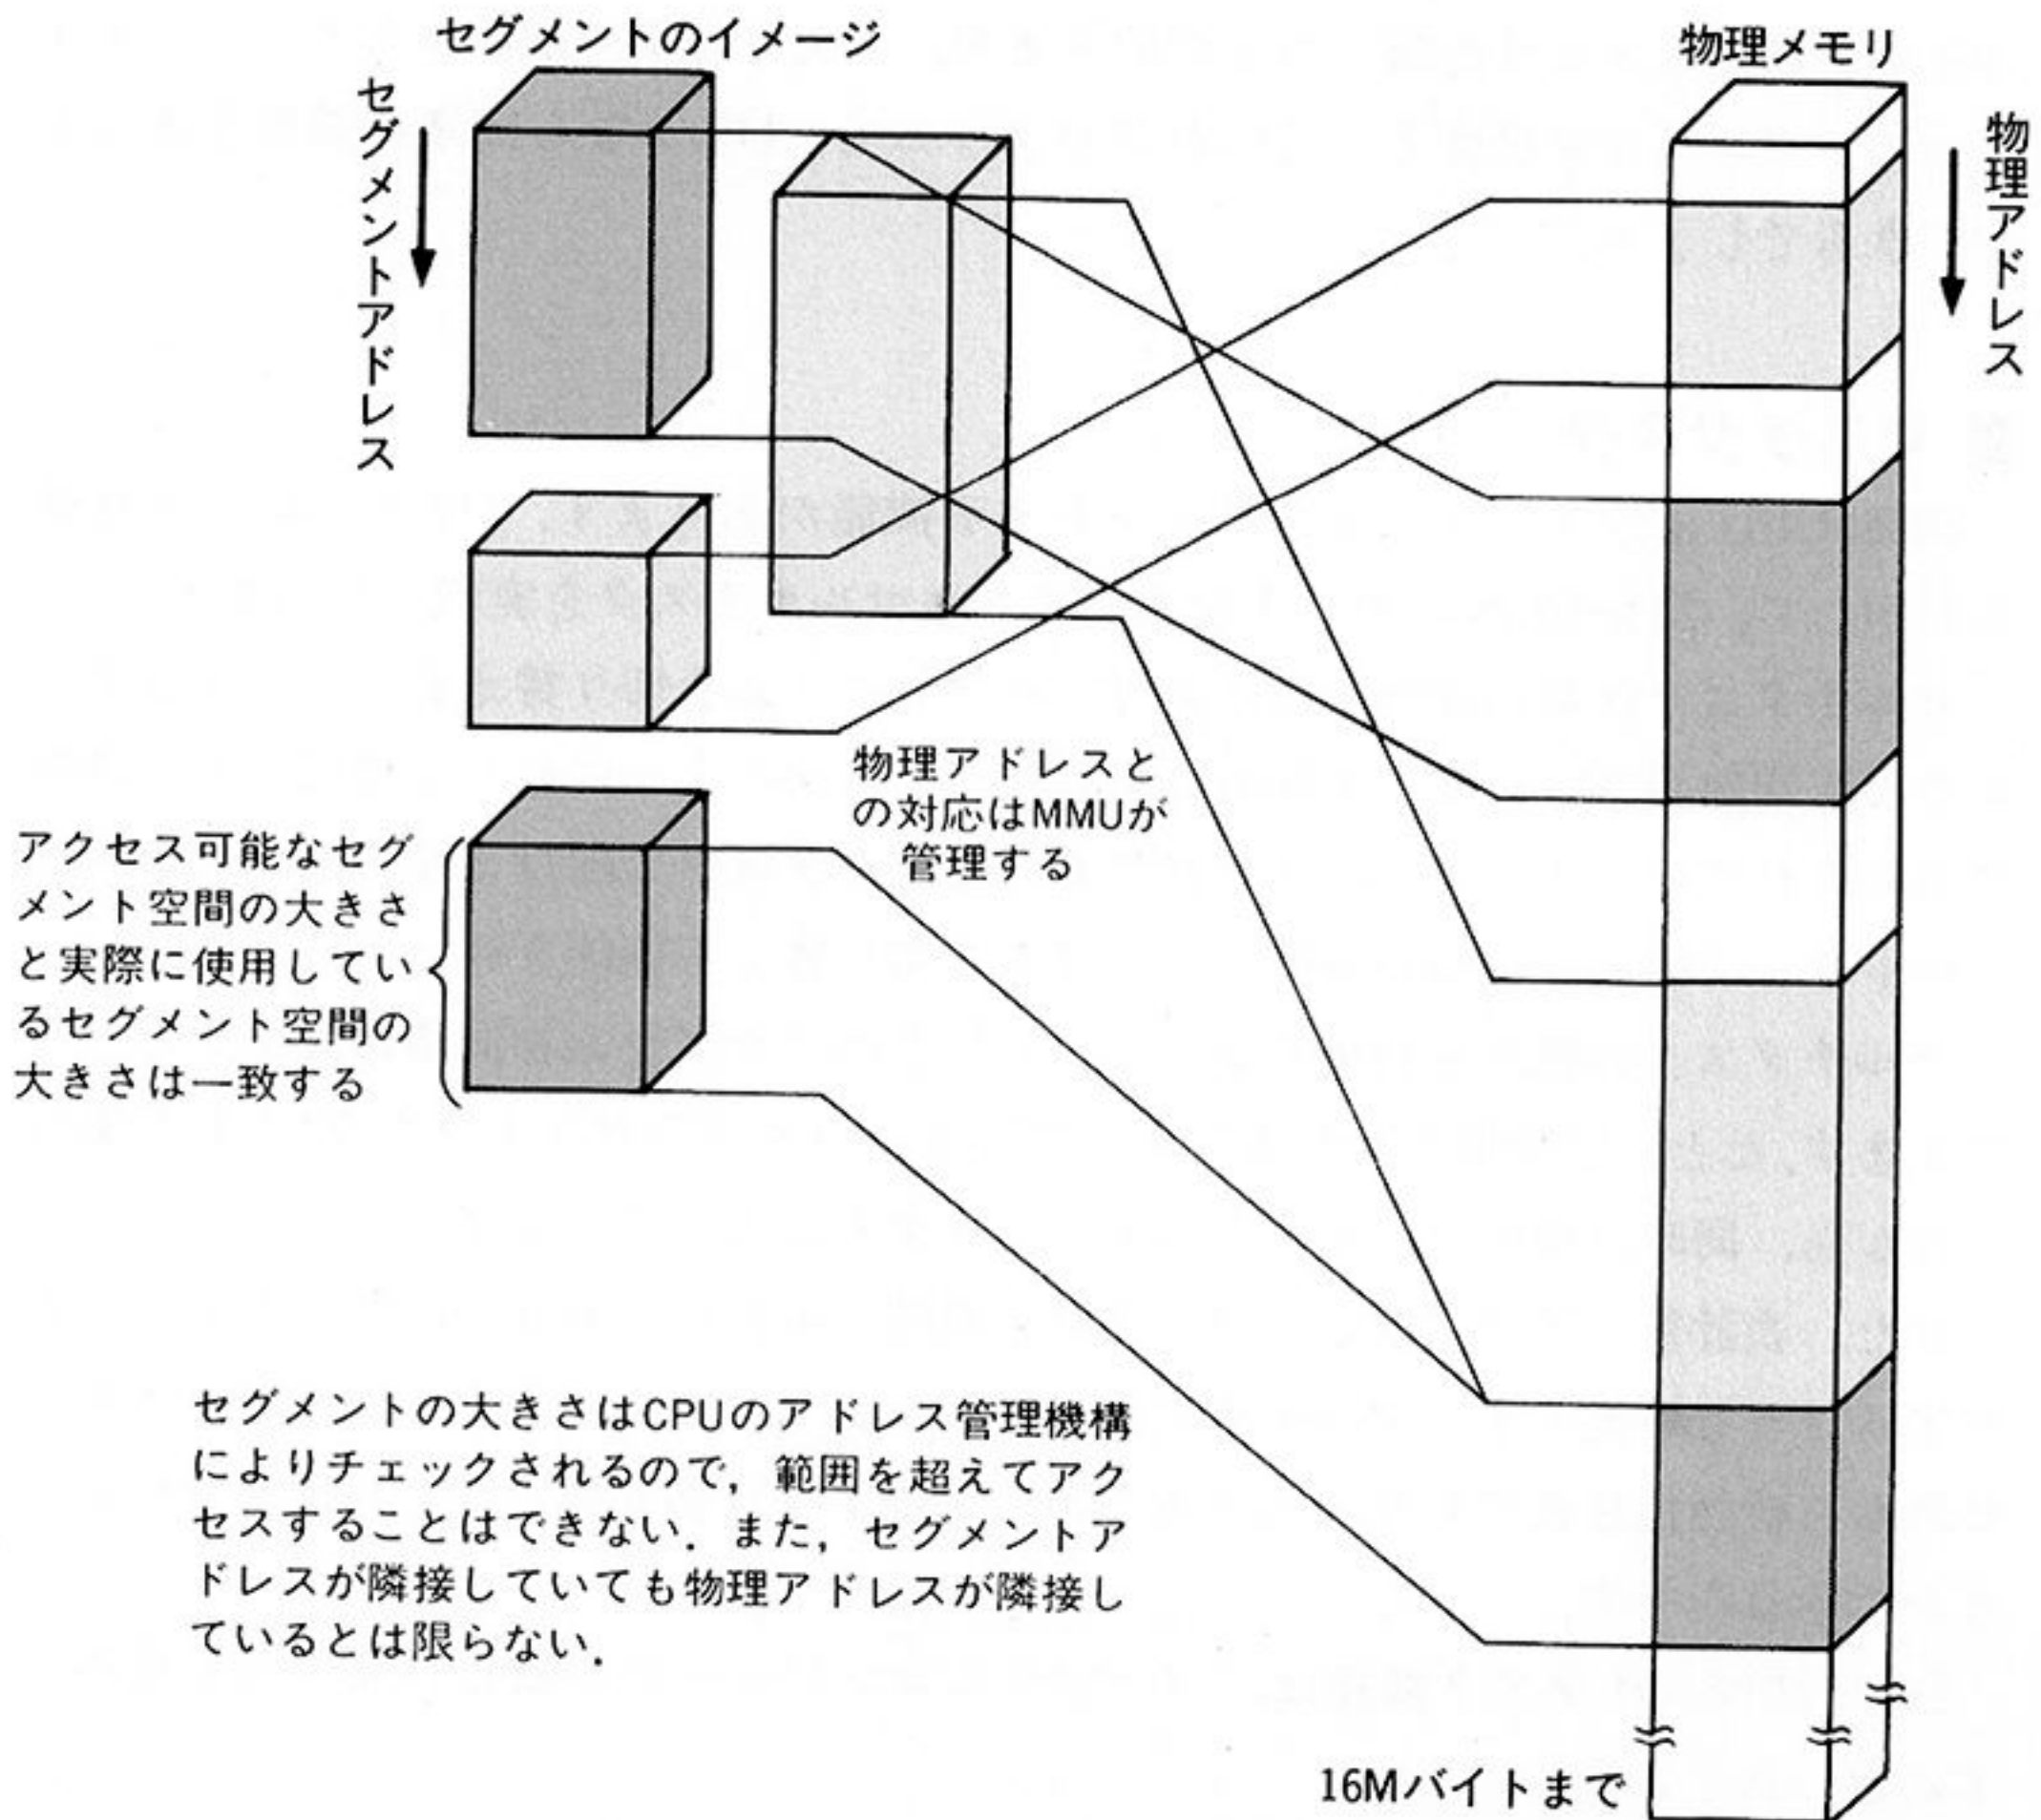 セグメントのイメージ
物理メモリ
セグメントアドレス
物理アドレス
物理アドレスと
の対応はMMUが
管理する
アクセス可能なセグ
メント空間の大きさ
と実際に使用してい
るセグメント空間の
大きさは一致する
セグメントの大きさはCPUのアドレス管理機構
によりチェックされるので，範囲を超えてアク
セスすることはできない．また，セグメントア
ドレスが隣接していても物理アドレスが隣接し
ているとは限らない．
16Mバイトまで